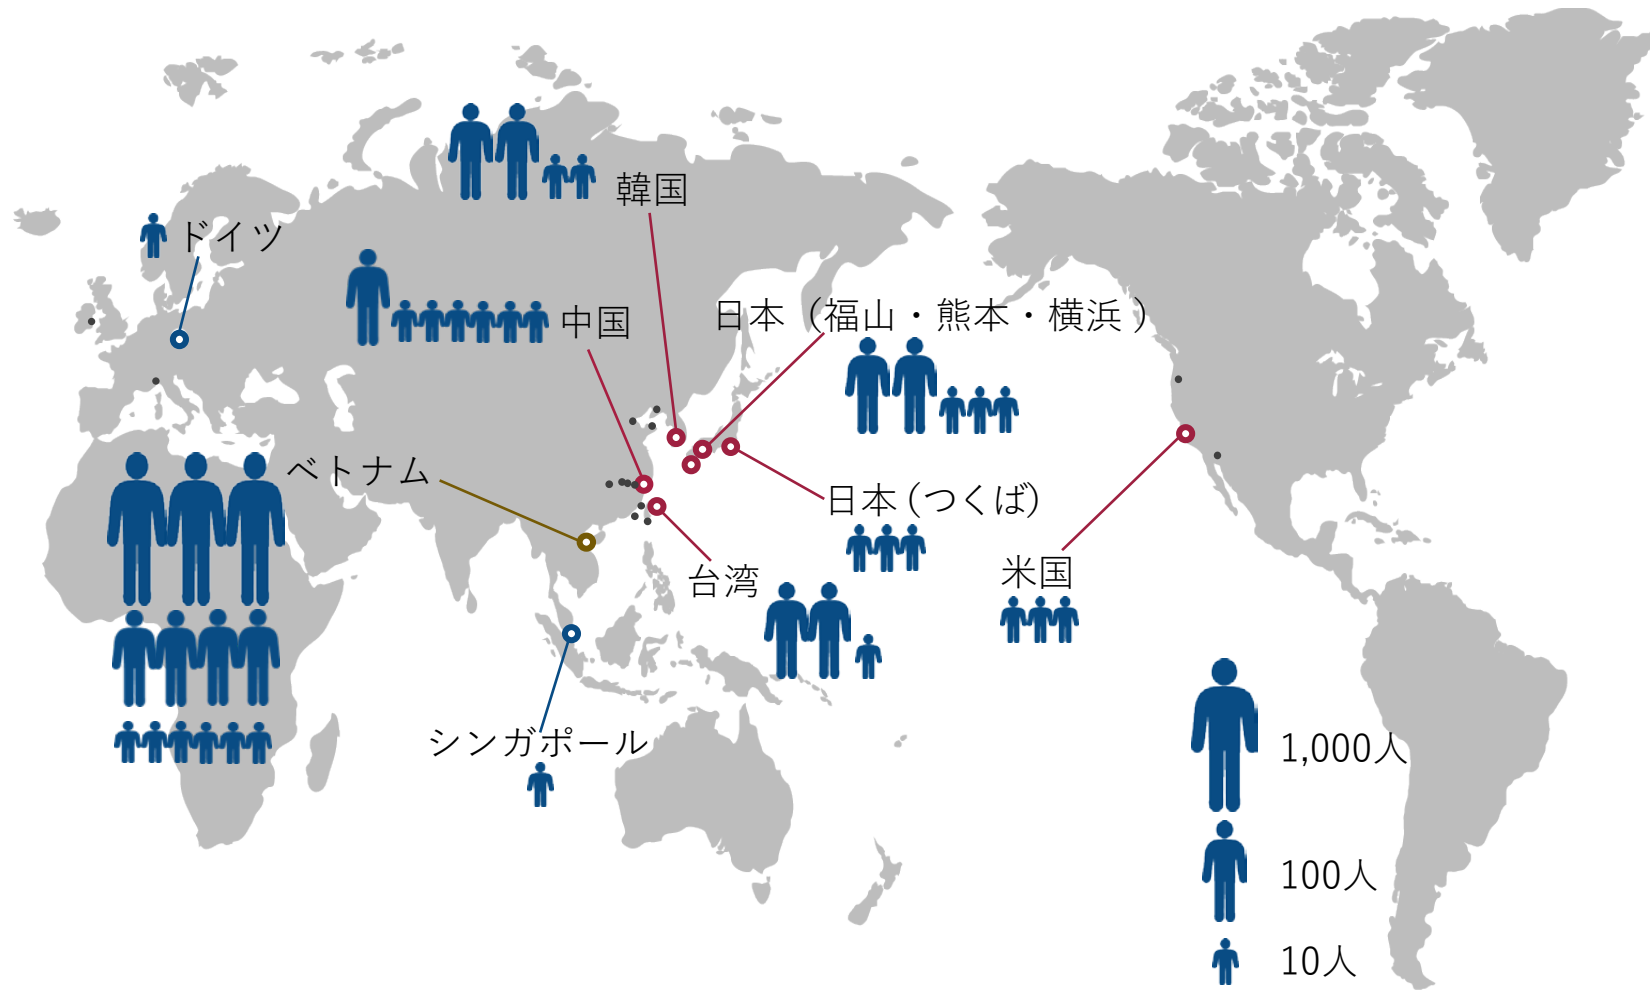 韓国
ドイツ
中国
日本（福山・熊本・横浜）
ベトナム
日本（つくば）
台湾
米国
シンガポール
1,000人
100人
10人